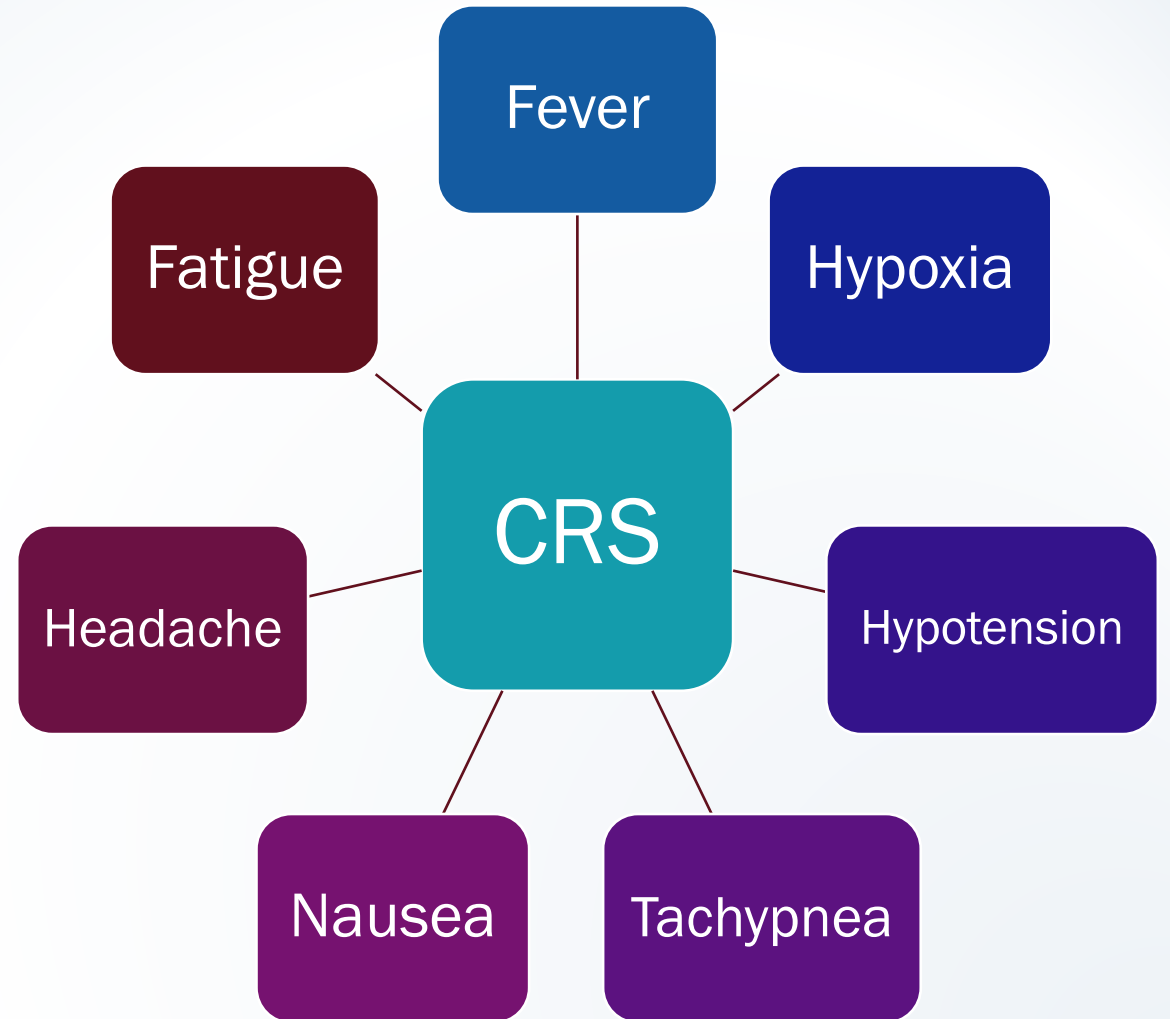 Fever
Fatigue
Hypoxia
CRS
Headache
Hypotension
Nausea
Tachypnea